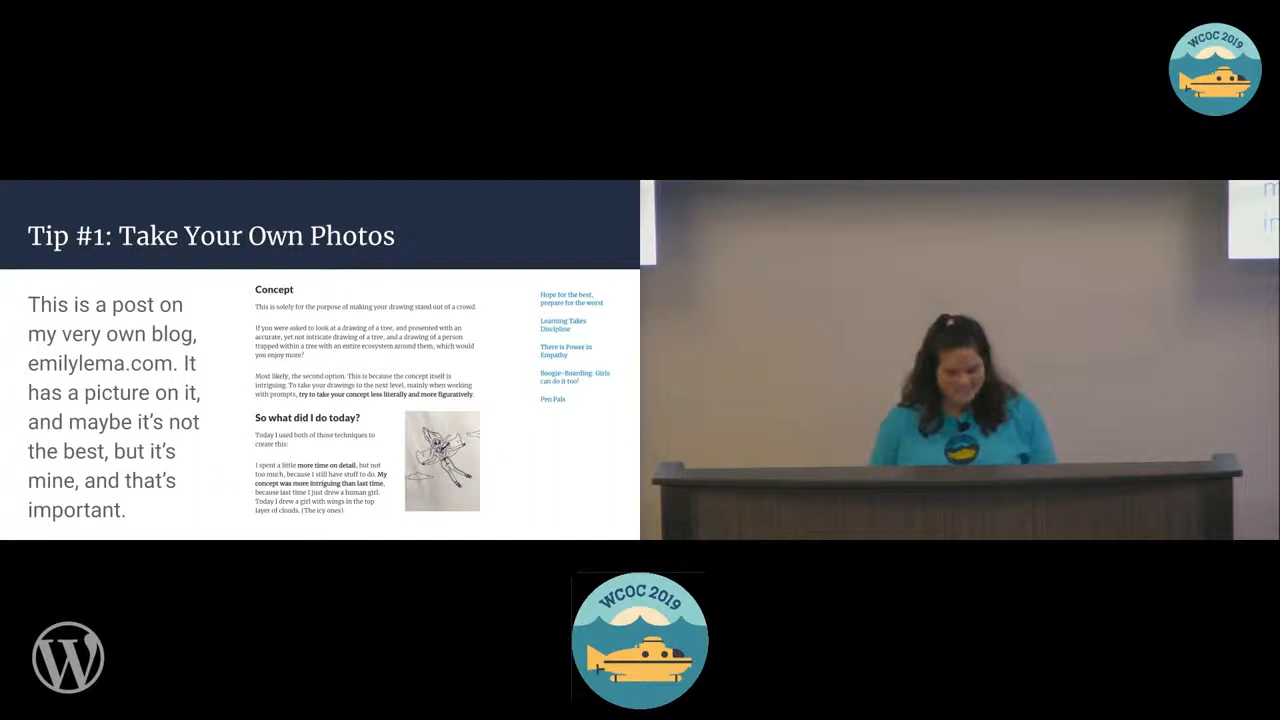 WCOC 2019
Tip #1: Take Your Own Photos
This is a post on
my very own blog,
emilylema.com. It
has a picture on it,
and maybe it's not
the best, but it's
mine, and that's
important.
Concept
This is solely for the purpose of making your drawing stand out of a crowd.
If you were asked to look at a drawing of a tree, and presented with an
accurate, yet not intricate drawing of a tree, and a drawing of a person
trapped within a tree with an entire ecosystem around them, which would
you enjoy more?
Most likely, the second option. This is because the concept itself is
intriguing. To take your drawings to the next level, mainly when working
with prompts, try to take your concept less literally and more figuratively.
So what did I do today?
Today I used both of those techniques to
create this:
I spent a little more time on detail, but not
too much, because I still have stuff to do. My
concept was more intriguing than last time,
because last time I just drew a human girl.
Today I drew a girl with wings in the top
layer of clouds. (The icy ones)
Hope for the best,
prepare for the worst
Learning Takes
Discipline
There is Power in
Empathy
Boogie-Boarding: Girls
can do it too!
Pen Pals
WCOC 2019